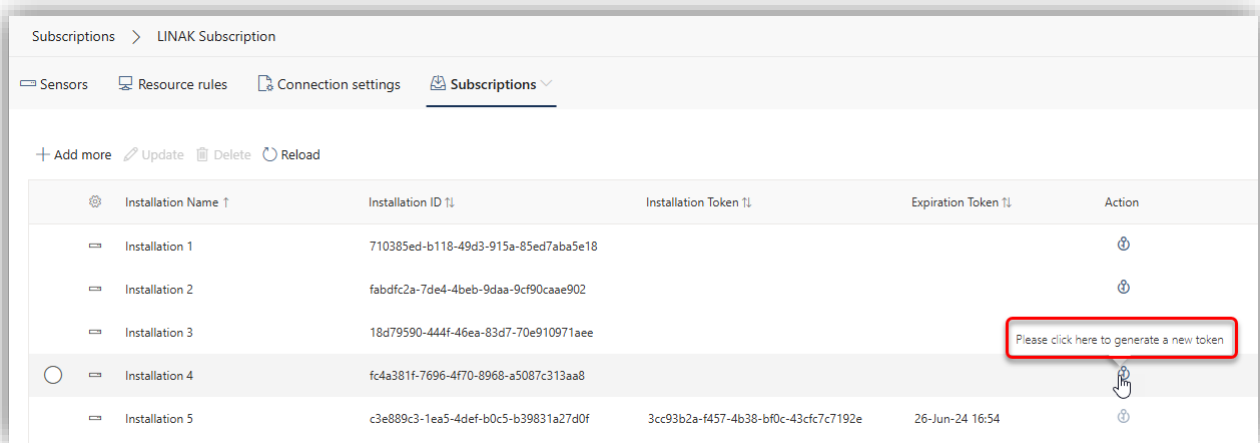 Subscriptions > LINAK Subscription
Sensors Resource rules Connection settings Subscriptions
Add more Update Delete Reload
Installation Name ↑ Installation ID ↑↓ Installation Token ↑↓ Expiration Token ↑↓ Action
Installation 1 710385ed-b118-49d3-915a-85ed7aba5e18
Installation 2 fabdfc2a-7de4-4beb-9daa-9cf90caae902
Installation 3 18d79590-444f-46ea-83d7-70e910971aee
Please click here to generate a new token
Installation 4 fc4a381f-7696-4f70-8968-a5087c313aa8
Installation 5 c3e889c3-1ea5-4def-b0c5-b39831a27d0f 3cc93b2a-f457-4b38-bf0c-43cfc7c7192e 26-Jun-24 16:54